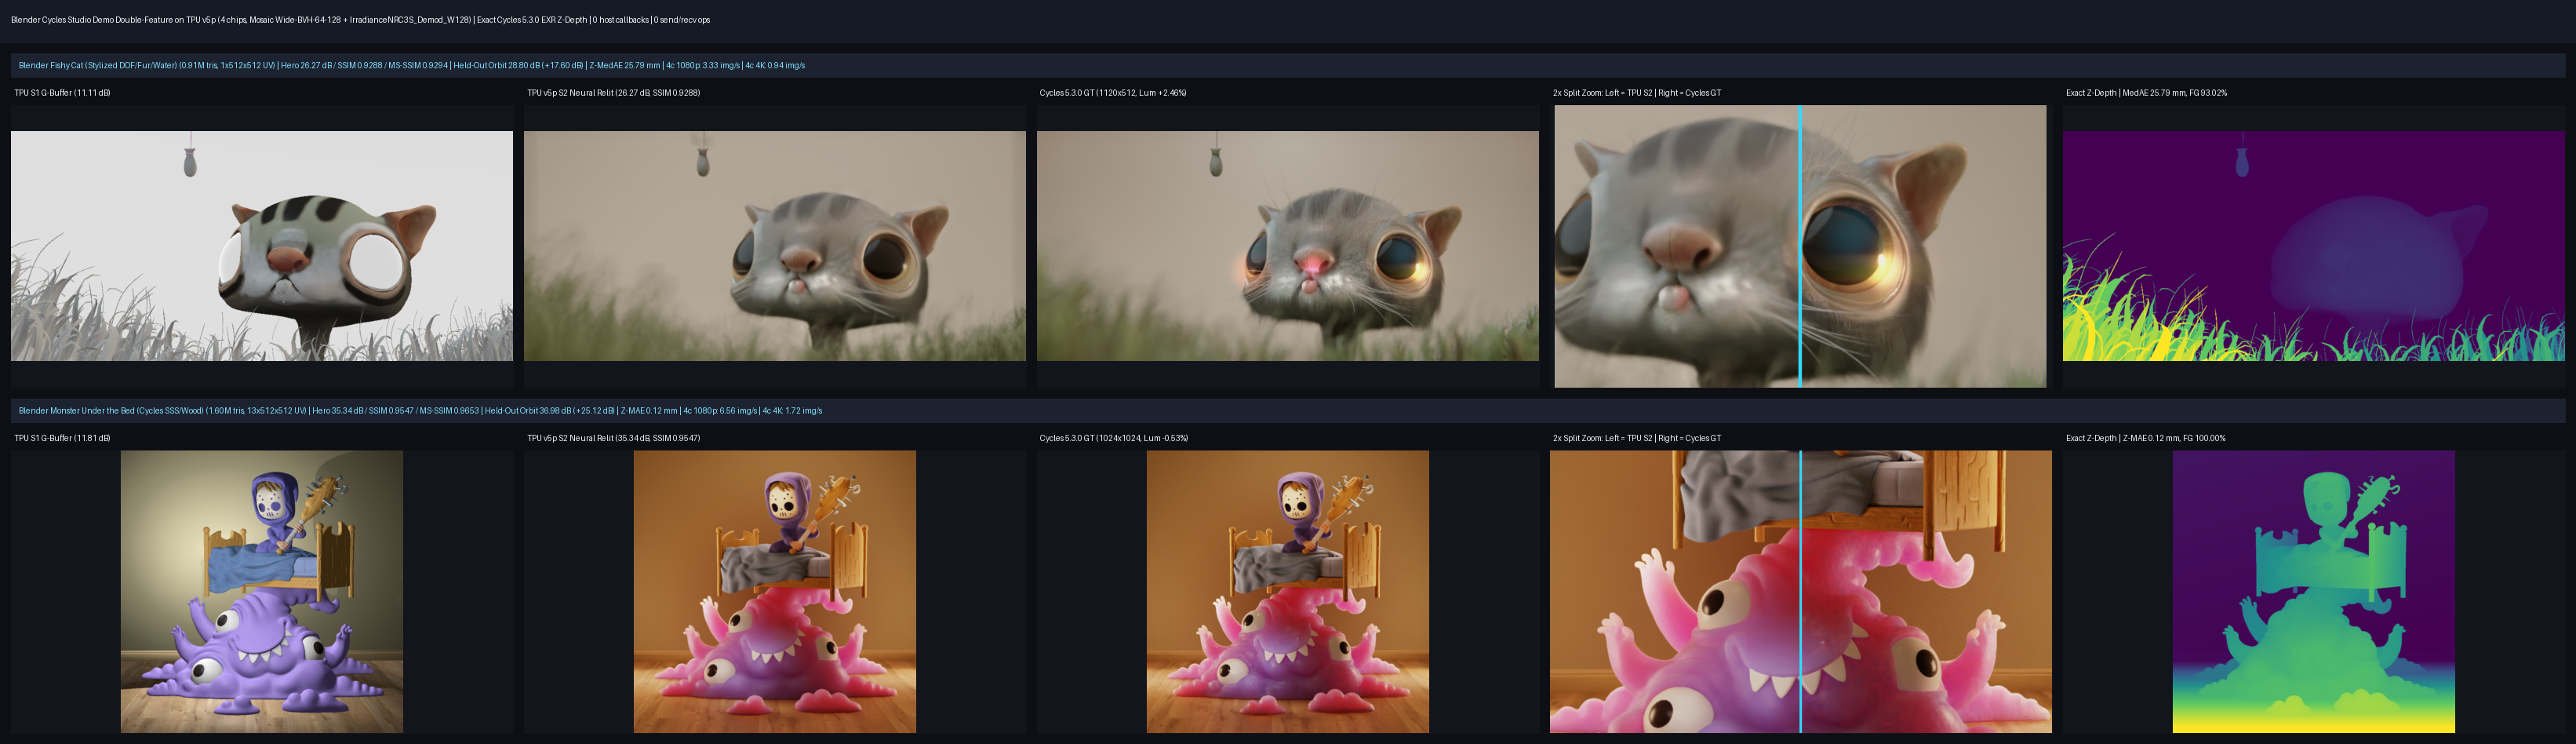 Blender Cycles Studio Demo Double-Feature on TPU v5p (4 chips, Mosaic Wide-BVH-64-128 + IrradianceNRC3S_Demod_W128) | Exact Cycles 5.3.0 EXR Z-Depth | 0 host callbacks | 0 send/recv ops
Blender Fishy Cat (Stylized DOF/Fur/Water) (0.91M tris, 1x512x512 UV) | Hero 26.27 dB / SSIM 0.9288 / MS-SSIM 0.9294 | Held-Out Orbit 28.80 dB (+17.60 dB) | Z-MedAE 25.79 mm | 4c 1080p: 3.33 img/s | 4c 4K: 0.94 img/s
TPU S1 G-Buffer (11.11 dB)
TPU v5p S2 Neural Relit (26.27 dB, SSIM 0.9288)
Cycles 5.3.0 GT (1120x512, Lum +2.46%)
2x Split Zoom: Left = TPU S2 | Right = Cycles GT
Exact Z-Depth | MedAE 25.79 mm, FG 93.02%
Blender Monster Under the Bed (Cycles SSS/Wood) (1.60M tris, 13x512x512 UV) | Hero 35.34 dB / SSIM 0.9547 / MS-SSIM 0.9653 | Held-Out Orbit 36.98 dB (+25.12 dB) | Z-MAE 0.12 mm | 4c 1080p: 6.56 img/s | 4c 4K: 1.72 img/s
TPU S1 G-Buffer (11.81 dB)
TPU v5p S2 Neural Relit (35.34 dB, SSIM 0.9547)
Cycles 5.3.0 GT (1024x1024, Lum -0.53%)
2x Split Zoom: Left = TPU S2 | Right = Cycles GT
Exact Z-Depth | Z-MAE 0.12 mm, FG 100.00%